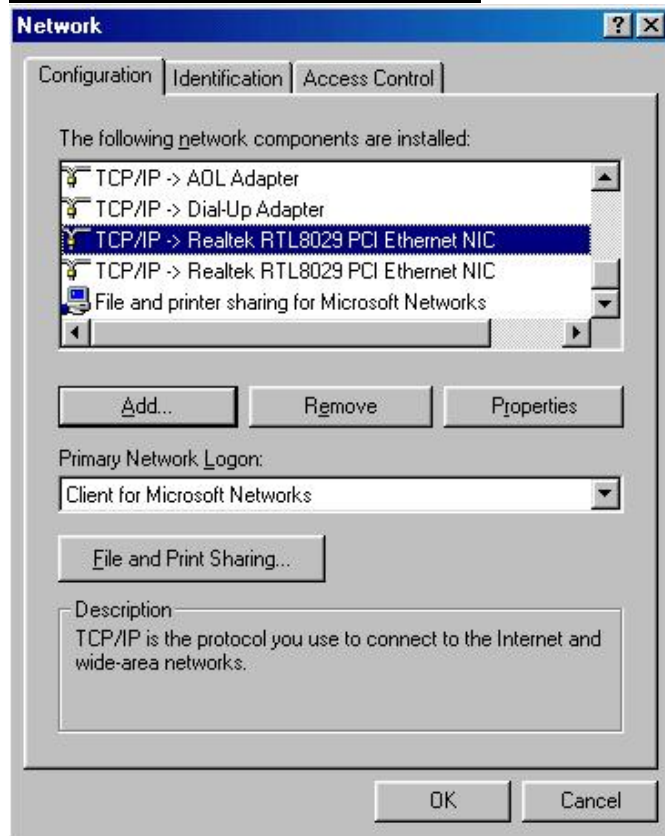 Network
Configuration Identification Access Control
The following network components are installed:
TCP/IP -> AOL Adapter
TCP/IP -> Dial-Up Adapter
TCP/IP -> Realtek RTL8029 PCI Ethernet NIC
TCP/IP -> Realtek RTL8029 PCI Ethernet NIC
File and printer sharing for Microsoft Networks
Add... Remove Properties
Primary Network Logon:
Client for Microsoft Networks
File and Print Sharing...
Description
TCP/IP is the protocol you use to connect to the Internet and
wide-area networks.
OK Cancel